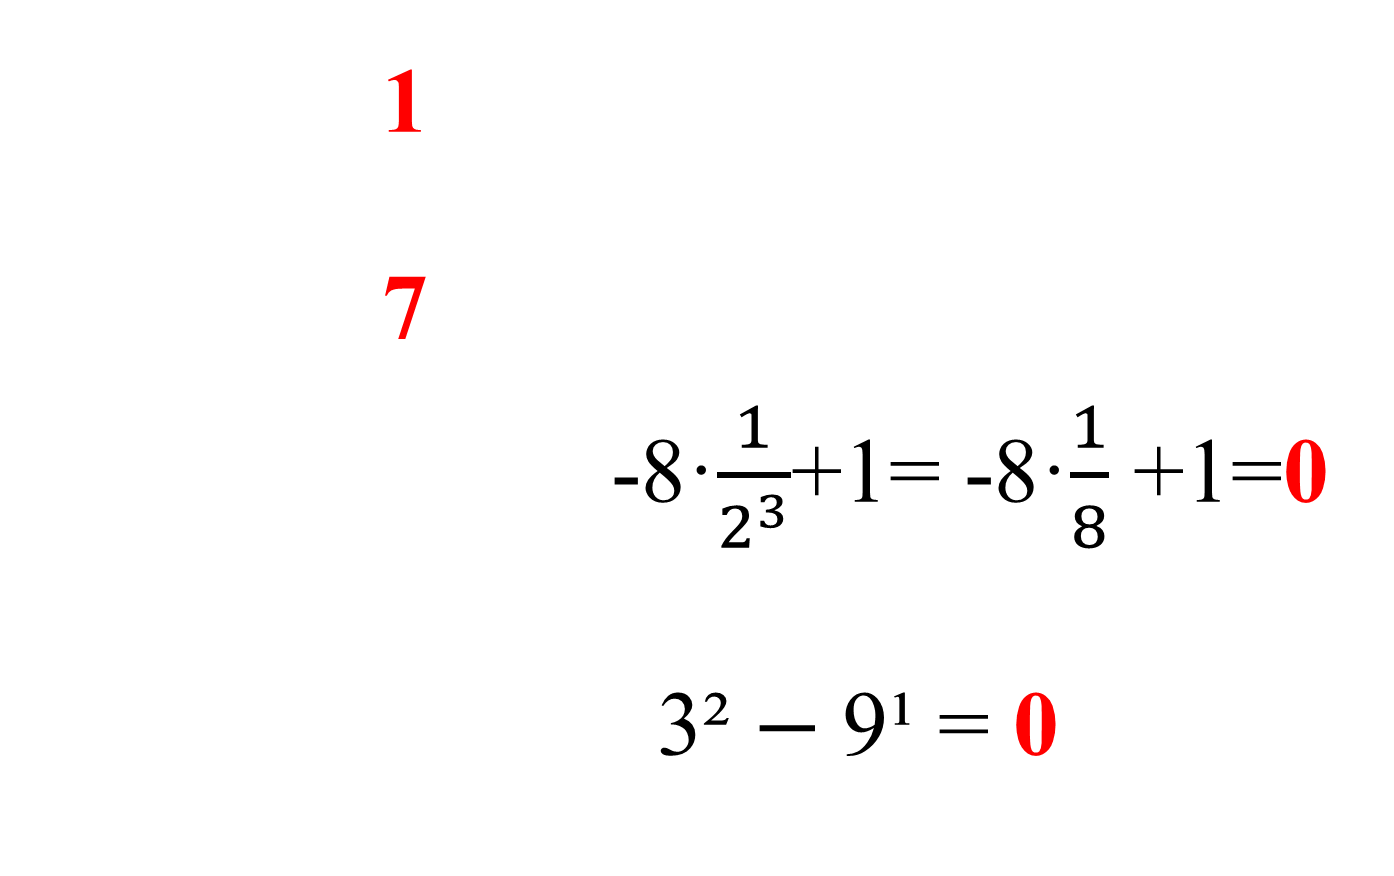 1
7
-8·1/2³+1= -8·1/8 +1=0
3² – 9¹ = 0